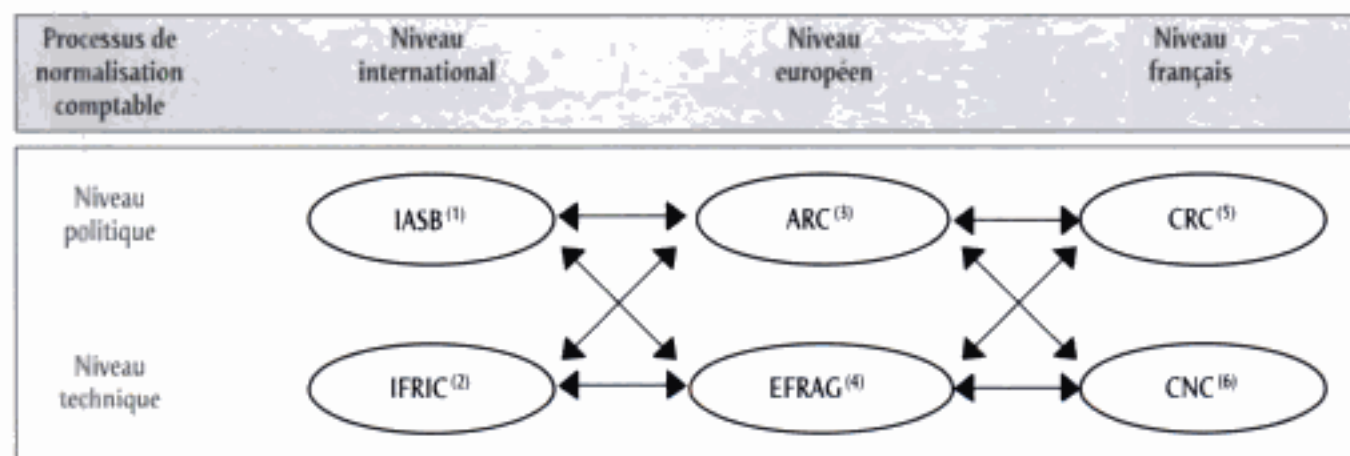 Processus de
normalisation
comptable
Niveau
international
Niveau
européen
Niveau
français
Niveau
politique
IASB (1)
ARC (3)
CRC (5)
Niveau
technique
IFRIC (2)
EFRAG (4)
CNC (6)